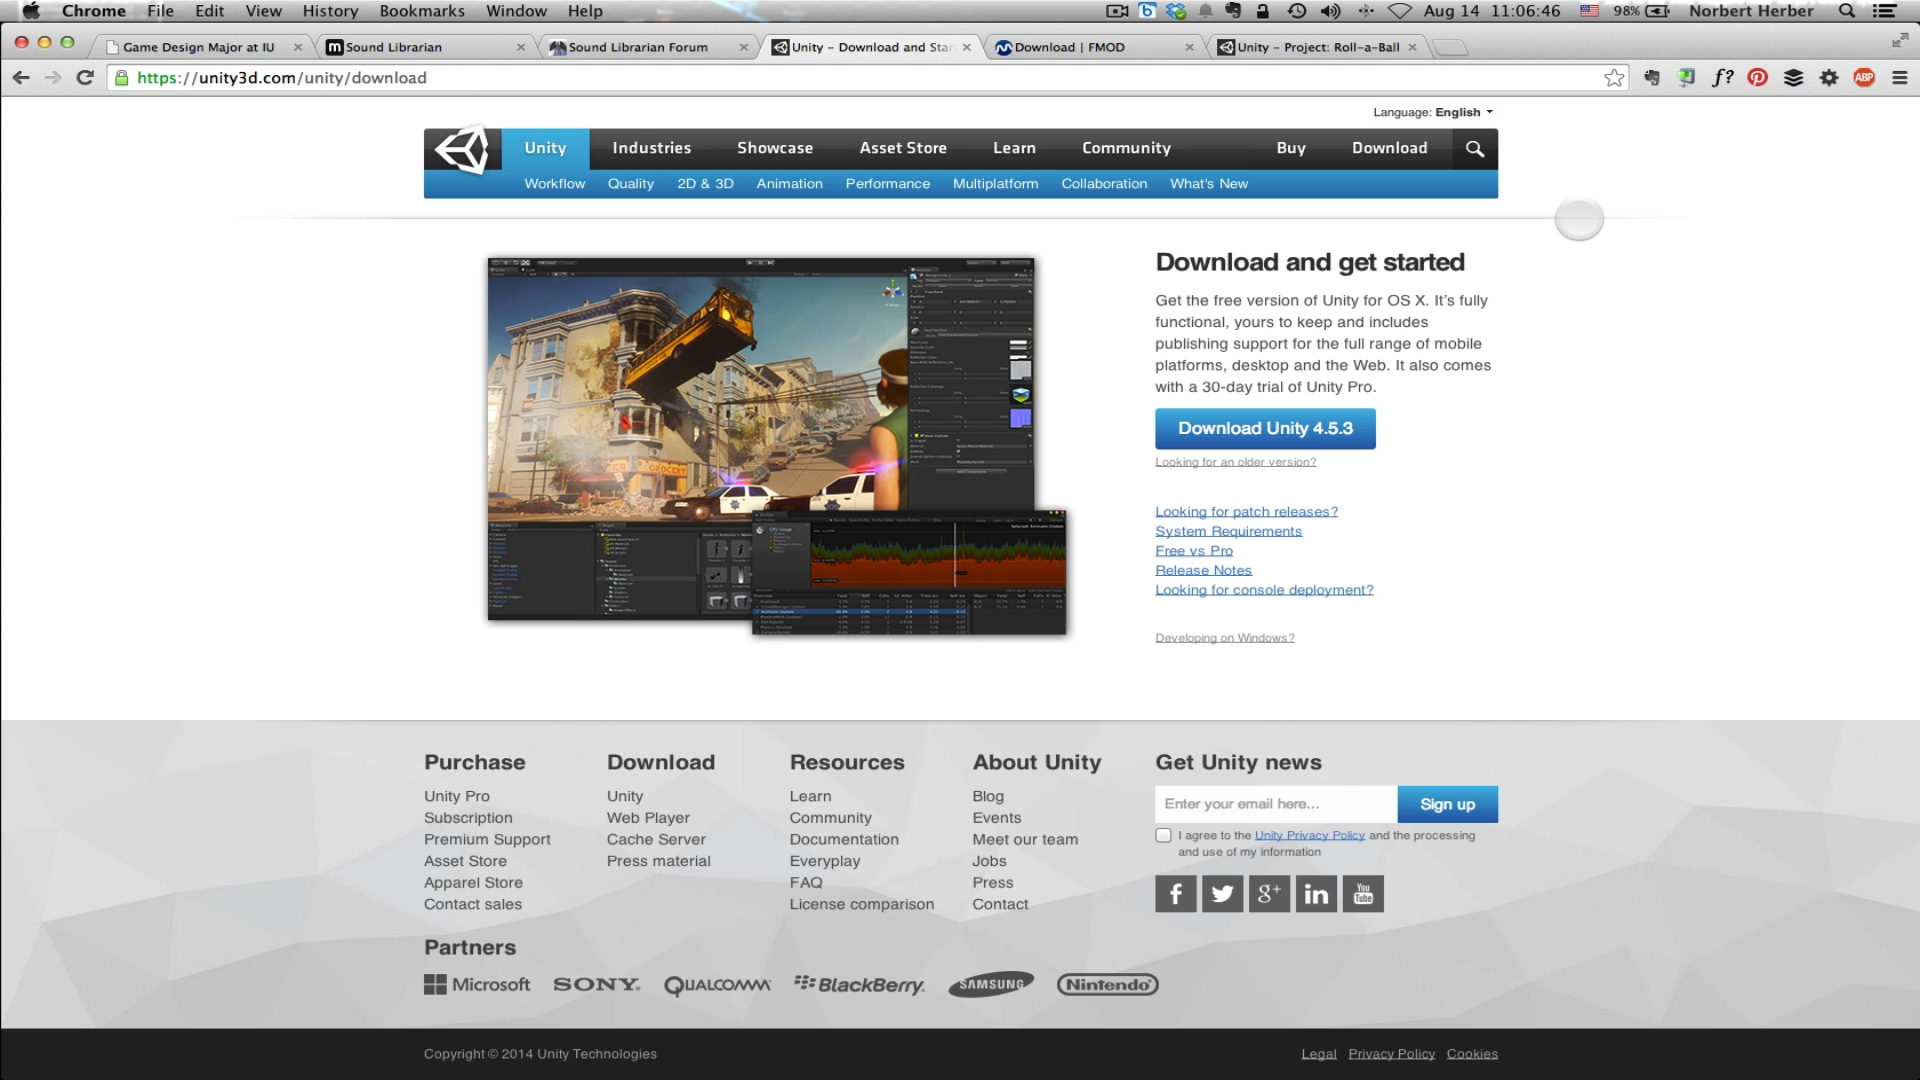 Chrome File Edit View History Bookmarks Window Help Aug 14 11:06:46 98% Norbert Herber
Game Design Major at IU
Sound Librarian
Sound Librarian Forum
Unity – Download and Star
Download | FMOD
Unity – Project: Roll-a-Ball
https://unity3d.com/unity/download
f? ABP
Language: English
Unity Industries Showcase Asset Store Learn Community Buy Download
Workflow Quality 2D & 3D Animation Performance Multiplatform Collaboration What's New
Download and get started
Get the free version of Unity for OS X. It's fully
functional, yours to keep and includes
publishing support for the full range of mobile
platforms, desktop and the Web. It also comes
with a 30-day trial of Unity Pro.
Download Unity 4.5.3
Looking for an older version?
Looking for patch releases?
System Requirements
Free vs Pro
Release Notes
Looking for console deployment?
Developing on Windows?
GROCERY
Purchase
Unity Pro
Subscription
Premium Support
Asset Store
Apparel Store
Contact sales
Download
Unity
Web Player
Cache Server
Press material
Resources
Learn
Community
Documentation
Everyplay
FAQ
License comparison
About Unity
Blog
Events
Meet our team
Jobs
Press
Contact
Get Unity news
Enter your email here...
Sign up
I agree to the Unity Privacy Policy and the processing
and use of my information
f g+ in You Tube
Partners
Microsoft SONY. QUALCOMM BlackBerry. SAMSUNG Nintendo
Copyright © 2014 Unity Technologies
Legal Privacy Policy Cookies